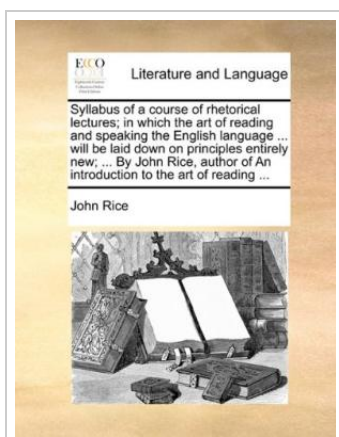 ECCO
Literature and Language
Syllabus of a course of rhetorical
lectures; in which the art of reading
and speaking the English language ...
will be laid down on principles entirely
new; ... By John Rice, author of An
introduction to the art of reading ...
John Rice